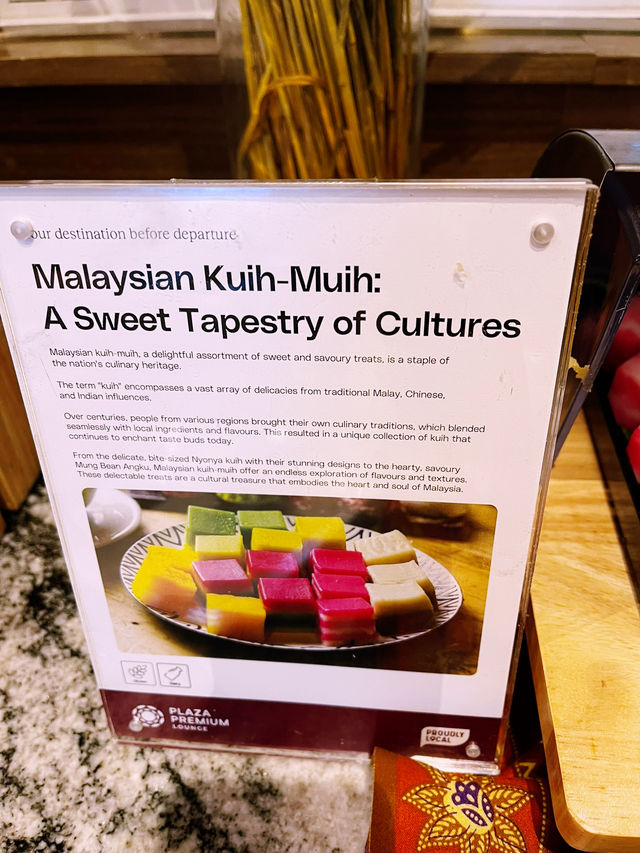 our destination before departure
Malaysian Kuih-Muih:
A Sweet Tapestry of Cultures
Malaysian kuih-muih, a delightful assortment of sweet and savoury treats, is a staple of
the nation's culinary heritage.
The term "kuih" encompasses a vast array of delicacies from traditional Malay, Chinese,
and Indian influences.
Over centuries, people from various regions brought their own culinary traditions, which blended
seamlessly with local ingredients and flavours. This resulted in a unique collection of kuih that
continues to enchant taste buds today.
From the delicate, bite-sized Nyonya kuih with their stunning designs to the hearty, savoury
Mung Bean Angku, Malaysian kuih-muih offer an endless exploration of flavours and textures.
These delectable treats are a cultural treasure that embodies the heart and soul of Malaysia.
PLAZA
PREMIUM
LOUNGE
PROUDLY
LOCAL